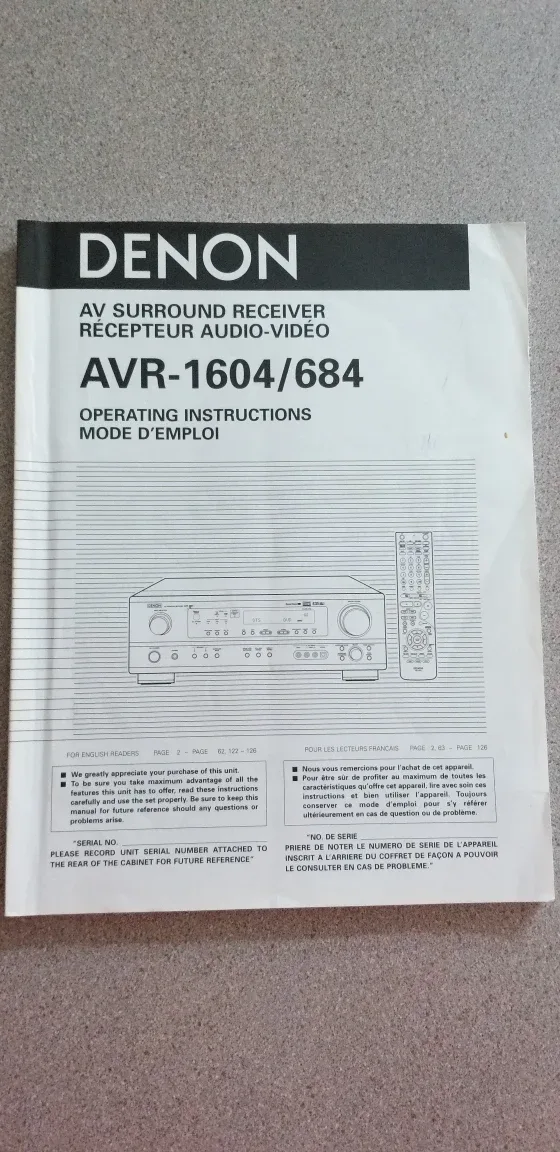 DENON
AV SURROUND RECEIVER
RÉCEPTEUR AUDIO-VIDÉO
AVR-1604/684
OPERATING INSTRUCTIONS
MODE D'EMPLOI
DENON
FOR ENGLISH READERS PAGE 2 ~ PAGE 62, 122 ~ 126
POUR LES LECTEURS FRANCAIS PAGE 2, 63 ~ PAGE 126
■ We greatly appreciate your purchase of this unit.
■ To be sure you take maximum advantage of all the
features this unit has to offer, read these instructions
carefully and use the set properly. Be sure to keep this
manual for future reference should any questions or
problems arise.
■ Nous vous remercions pour l'achat de cet appareil.
■ Pour être sûr de profiter au maximum de toutes les
caractéristiques qu'offre cet appareil, lire avec soin ces
instructions et bien utiliser l'appareil. Toujours
conserver ce mode d'emploi pour s'y référer
ultérieurement en cas de question ou de problème.
"SERIAL NO.
PLEASE RECORD UNIT SERIAL NUMBER ATTACHED TO
THE REAR OF THE CABINET FOR FUTURE REFERENCE"
"NO. DE SERIE
PRIERE DE NOTER LE NUMERO DE SERIE DE L'APPAREIL
INSCRIT A L'ARRIERE DU COFFRET DE FAÇON A POUVOIR
LE CONSULTER EN CAS DE PROBLEME."